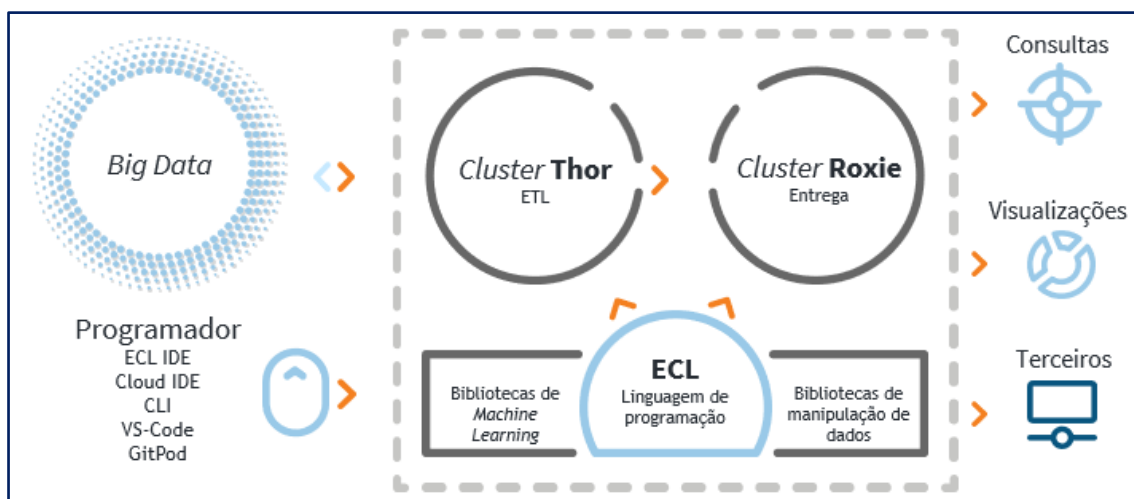 Big Data
Programador
ECL IDE
Cloud IDE
CLI
VS-Code
GitPod
Cluster Thor
ETL
Cluster Roxie
Entrega
Bibliotecas de
Machine
Learning
ECL
Linguagem de
programação
Bibliotecas de
manipulação de
dados
Consultas
Visualizações
Terceiros